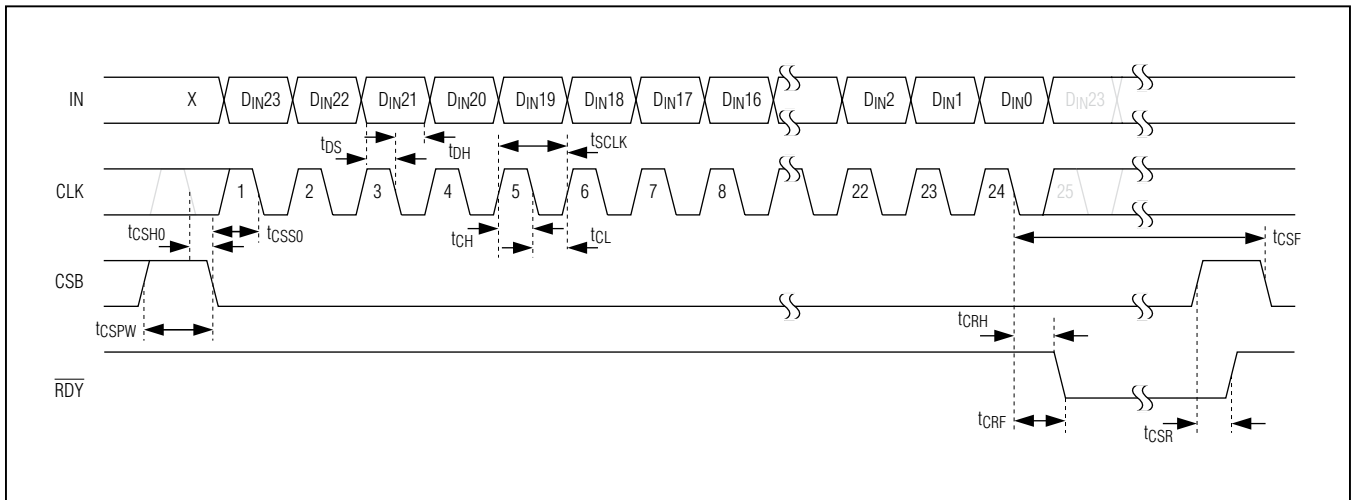 IN X DIN23 DIN22 DIN21 DIN20 DIN19 DIN18 DIN17 DIN16 DIN2 DIN1 DIN0 DIN23
tDS tDH tSCLK
CLK 1 2 3 4 5 6 7 8 22 23 24 25
tCSH0 tCSS0 tCH tCL tCSF
CSB
tCSPW tCRH
RDY
tCRF tCSR